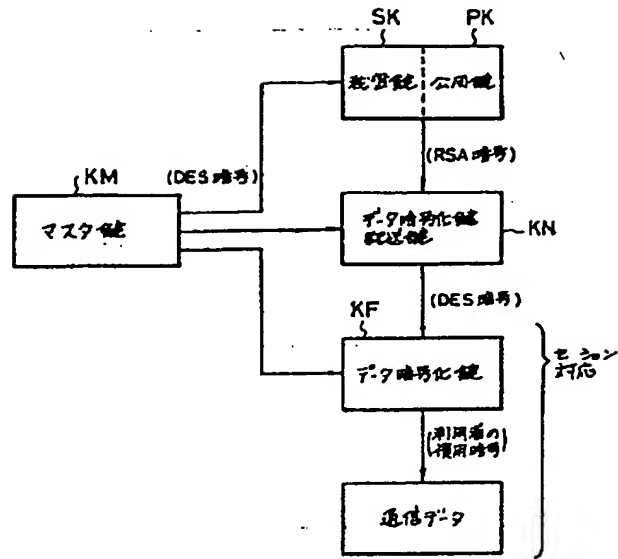 SK PK
秘密鍵 公開鍵
(RSA暗号)
KM
(DES暗号)
マスタ鍵
データ暗号化鍵
配送鍵
KN
(DES暗号)
KF
データ暗号化鍵
セッション
対応
(利用者の
使用暗号)
通信データ